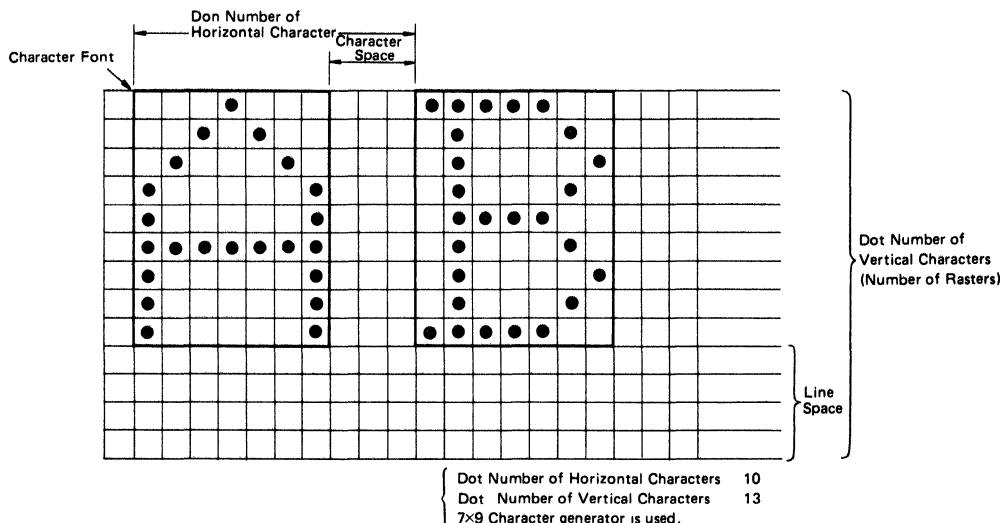 Don Number of
Horizontal Character
Character
Space
Character Font
Dot Number of
Vertical Characters
(Number of Rasters)
Line
Space
Dot Number of Horizontal Characters 10
Dot Number of Vertical Characters 13
7×9 Character generator is used.